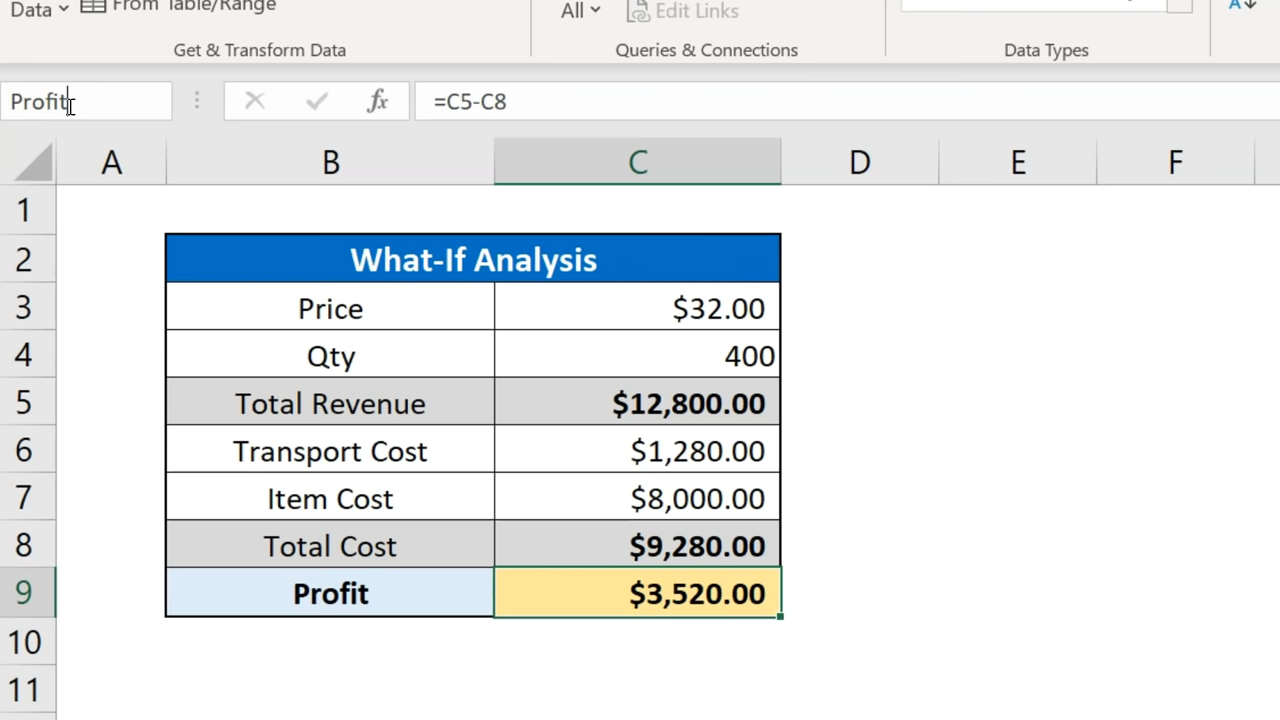 Data From Table/Range
All Edit Links
Get & Transform Data Queries & Connections Data Types
Profit fx =C5-C8
A B C D E F
1
2 What-If Analysis
3 Price $32.00
4 Qty 400
5 Total Revenue $12,800.00
6 Transport Cost $1,280.00
7 Item Cost $8,000.00
8 Total Cost $9,280.00
9 Profit $3,520.00
10
11